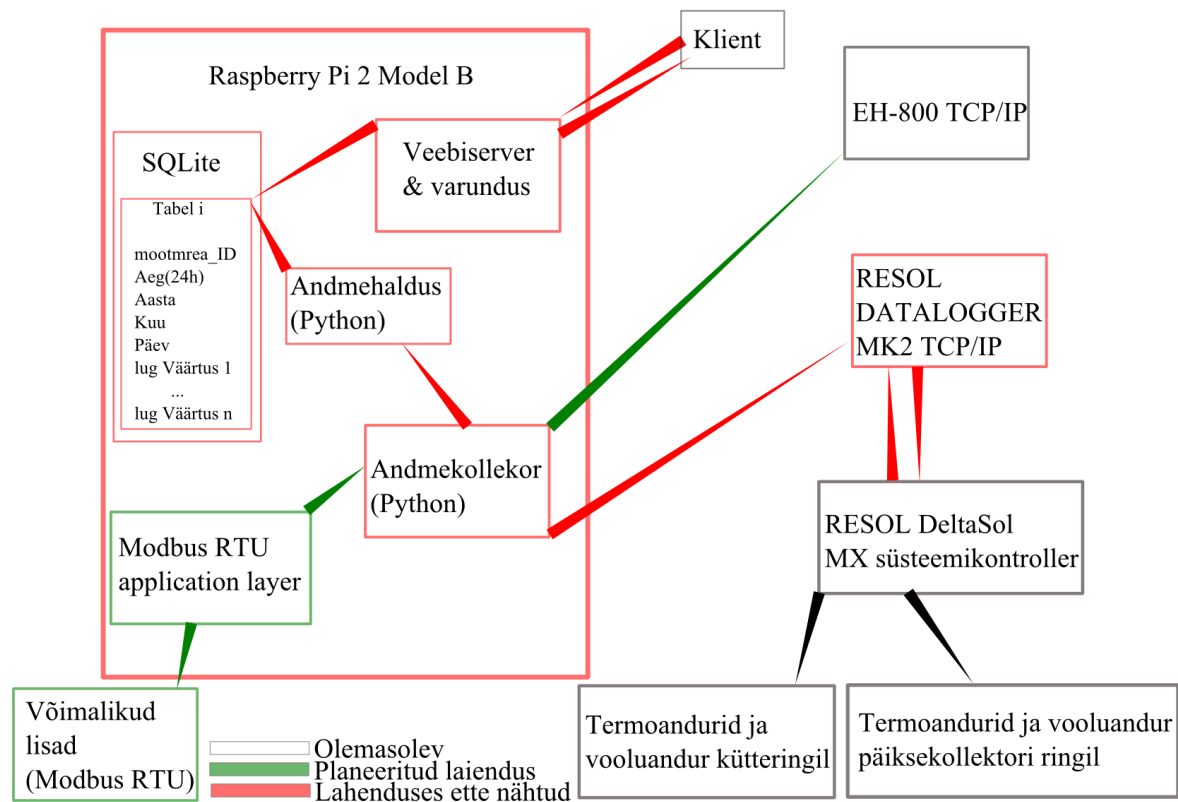 Klient
Raspberry Pi 2 Model B
EH-800 TCP/IP
SQLite
Veebiserver
& varundus
Tabel i
mootmrea_ID
Aeg(24h)
Aasta
Kuu
Päev
lug Väärtus 1
...
lug Väärtus n
Andmehaldus
(Python)
RESOL
DATALOGGER
MK2 TCP/IP
Andmekollekor
(Python)
Modbus RTU
application layer
RESOL DeltaSol
MX süsteemikontroller
Võimalikud
lisad
(Modbus RTU)
Termoandurid ja
vooluandur kütteringil
Termoandurid ja vooluandur
päiksekollektori ringil
Olemasolev
Planeeritud laiendus
Lahenduses ette nähtud